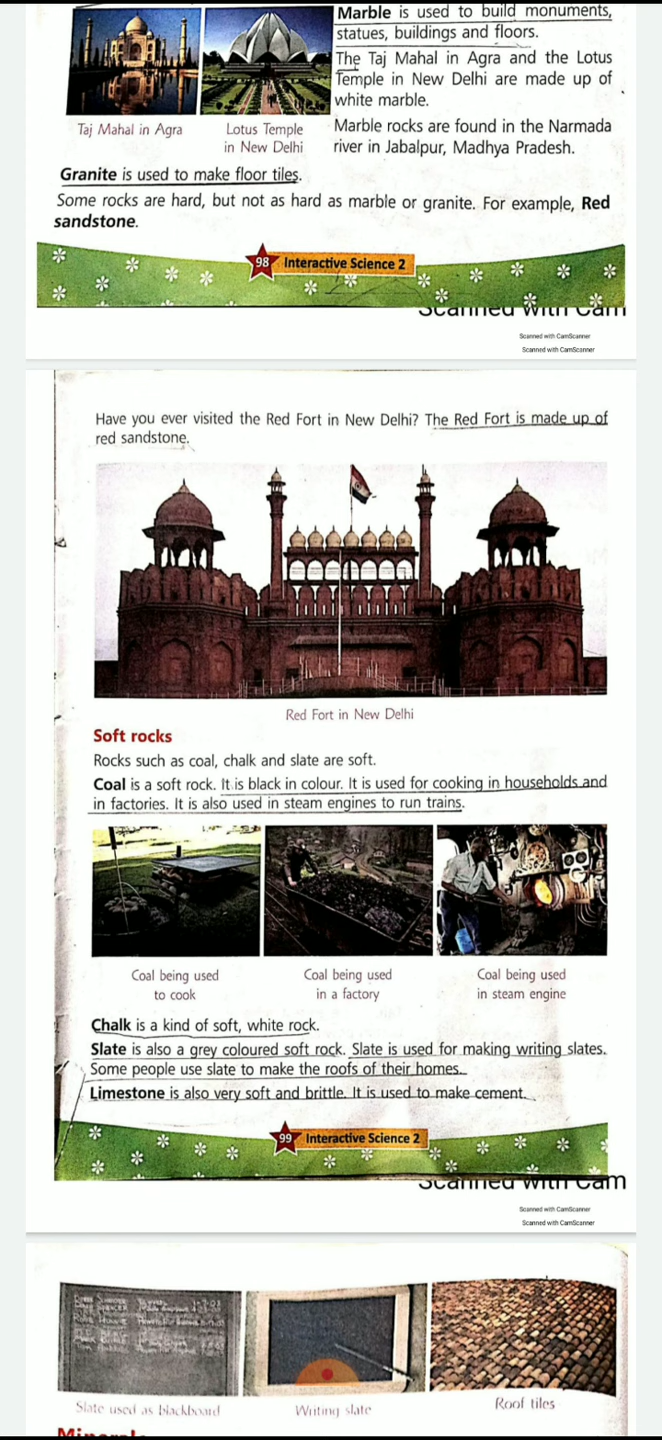 Marble is used to build monuments,
statues, buildings and floors.
The Taj Mahal in Agra and the Lotus
Temple in New Delhi are made up of
white marble.
Taj Mahal in Agra
Lotus Temple
in New Delhi
Marble rocks are found in the Narmada
river in Jabalpur, Madhya Pradesh.
Granite is used to make floor tiles.
Some rocks are hard, but not as hard as marble or granite. For example, Red
sandstone.
98 Interactive Science 2
Scanned with Cam
Scanned with CamScanner
Scanned with CamScanner
Have you ever visited the Red Fort in New Delhi? The Red Fort is made up of
red sandstone.
Red Fort in New Delhi
Soft rocks
Rocks such as coal, chalk and slate are soft.
Coal is a soft rock. It is black in colour. It is used for cooking in households and
in factories. It is also used in steam engines to run trains.
Coal being used
to cook
Coal being used
in a factory
Coal being used
in steam engine
Chalk is a kind of soft, white rock.
Slate is also a grey coloured soft rock. Slate is used for making writing slates.
Some people use slate to make the roofs of their homes.
Limestone is also very soft and brittle. It is used to make cement.
99 Interactive Science 2
Scanned with Cam
Scanned with CamScanner
Scanned with CamScanner
Slate used as blackboard
Writing slate
Roof tiles
Minerals